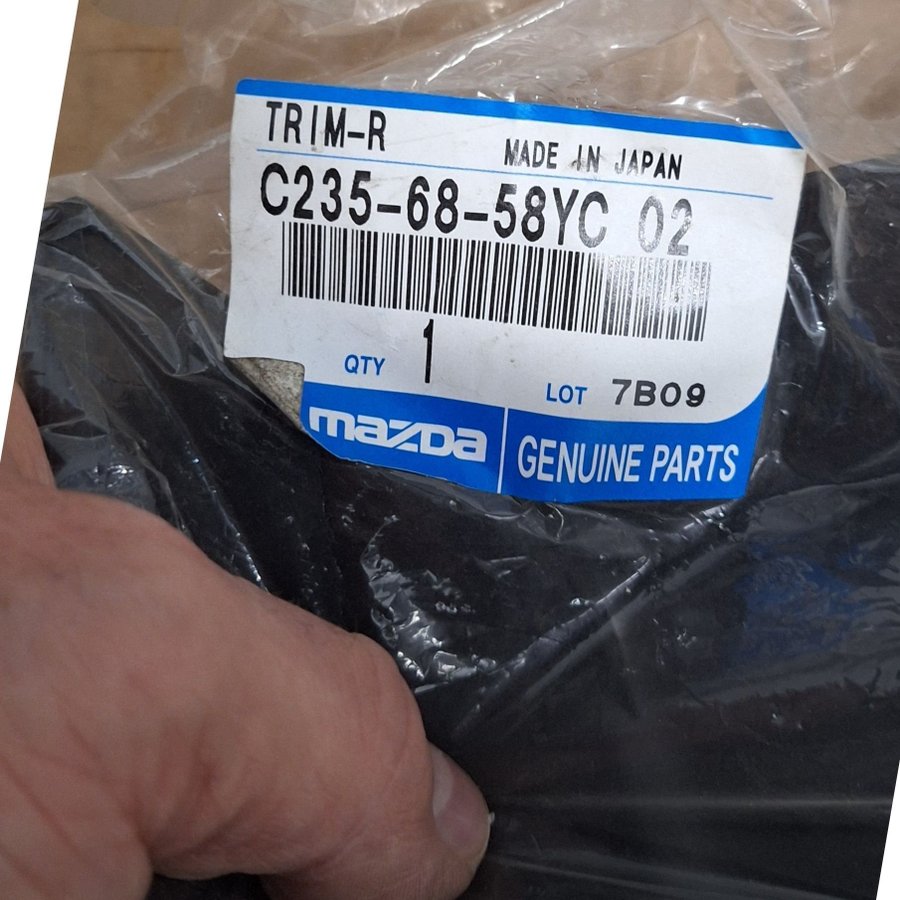 TRIM-R
MADE IN JAPAN
C235-68-58YC 02
QTY 1
LOT 7B09
mazda
GENUINE PARTS